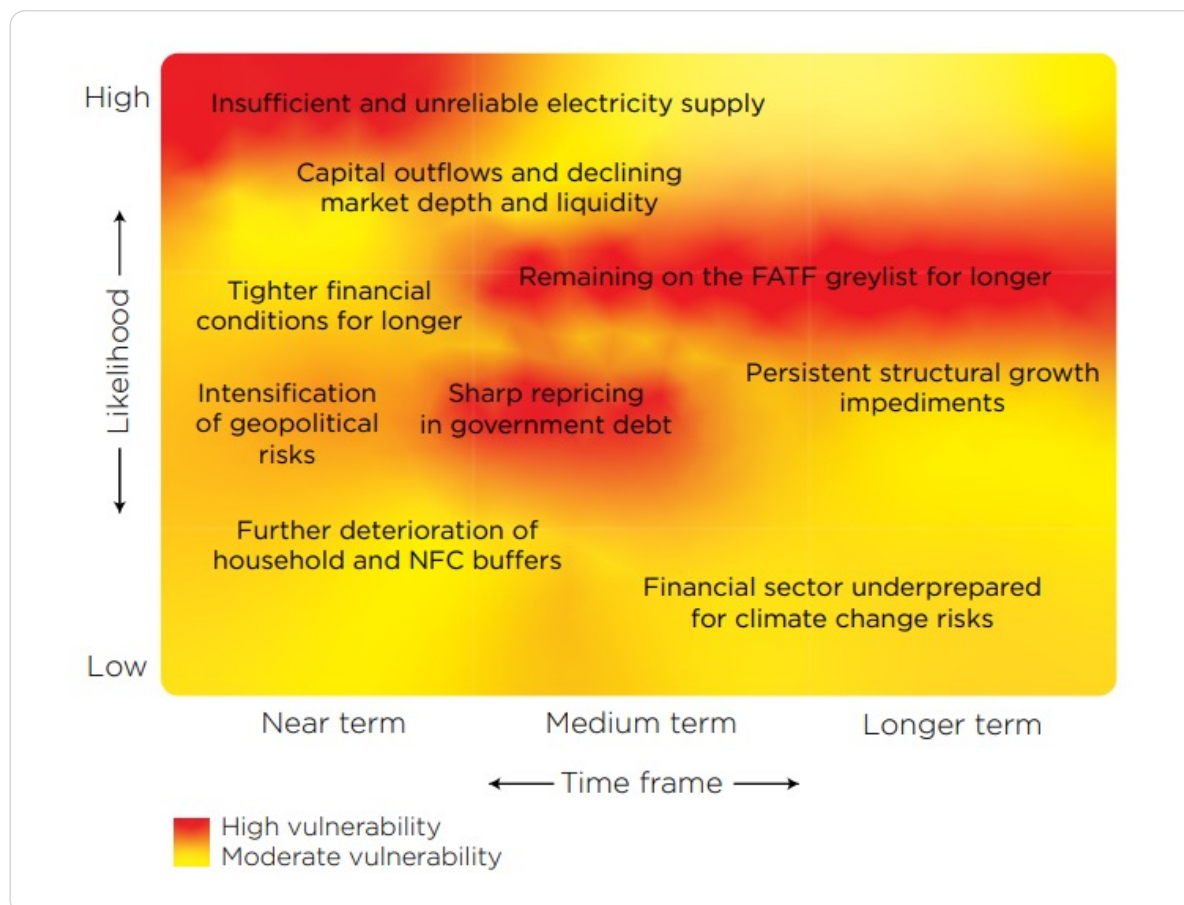 High
Insufficient and unreliable electricity supply
Capital outflows and declining
market depth and liquidity
Remaining on the FATF greylist for longer
Tighter financial
conditions for longer
Likelihood
Persistent structural growth
impediments
Intensification
of geopolitical
risks
Sharp repricing
in government debt
Further deterioration of
household and NFC buffers
Financial sector underprepared
for climate change risks
Low
Near term
Medium term
Longer term
Time frame
High vulnerability
Moderate vulnerability